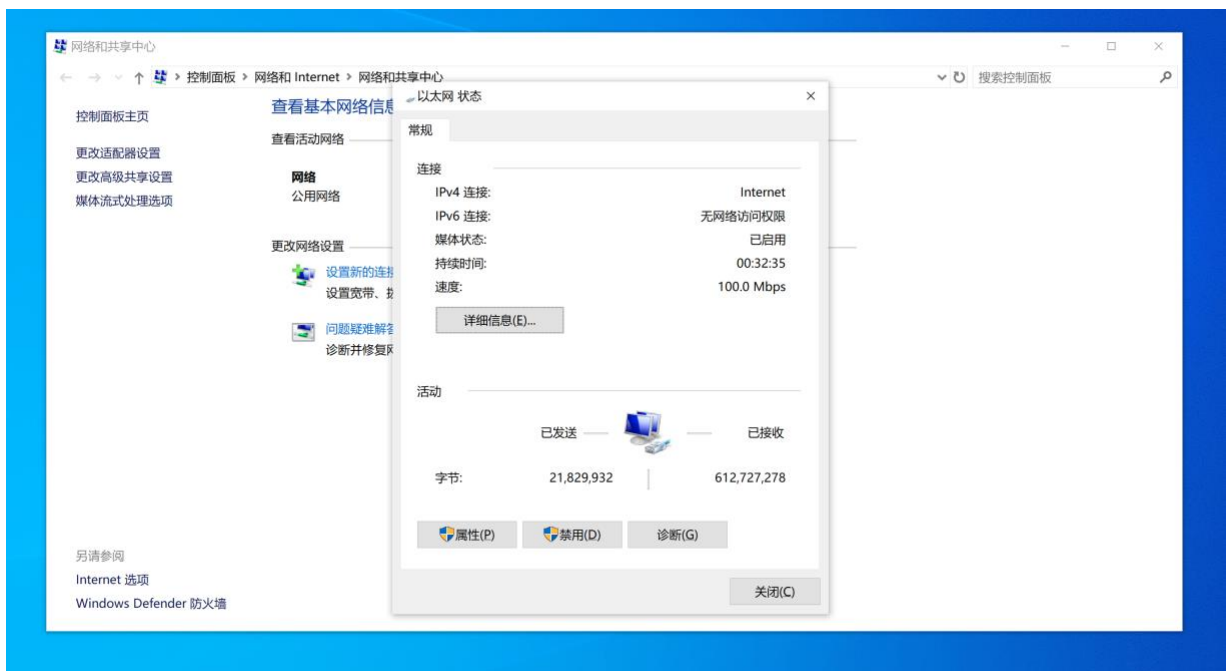 网络和共享中心
控制面板 > 网络和 Internet > 网络和共享中心
搜索控制面板
控制面板主页
更改适配器设置
更改高级共享设置
媒体流式处理选项
查看基本网络信息
查看活动网络
网络
公用网络
更改网络设置
设置新的连接
设置宽带、拨
问题疑难解答
诊断并修复网
另请参阅
Internet 选项
Windows Defender 防火墙
以太网 状态
常规
连接
IPv4 连接: Internet
IPv6 连接: 无网络访问权限
媒体状态: 已启用
持续时间: 00:32:35
速度: 100.0 Mbps
详细信息(E)...
活动
已发送 已接收
字节: 21,829,932 612,727,278
属性(P) 禁用(D) 诊断(G)
关闭(C)